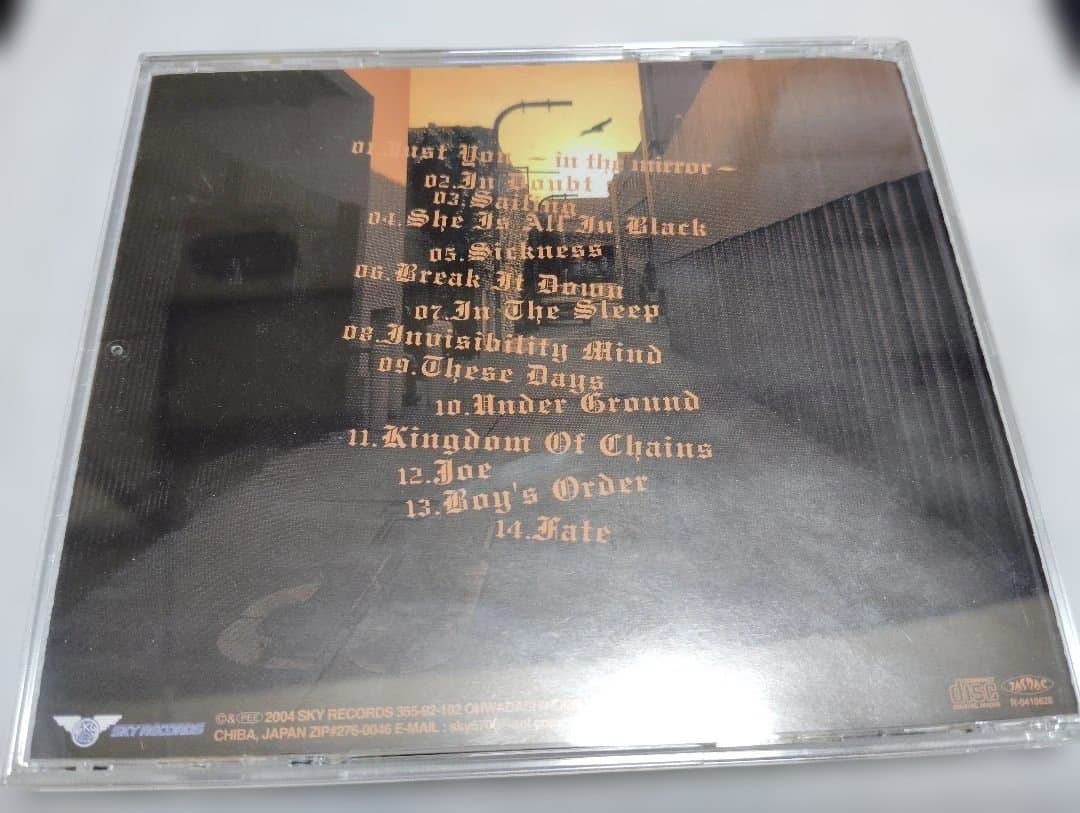 01.Just You ~ in the mirror ~
02.In Doubt
03.Sailing
04.She Is All In Black
05.Sickness
06.Break It Down
07.In The Sleep
08.Invisibility Mind
09.These Days
10.Under Ground
11.Kingdom Of Chains
12.Joe
13.Boy's Order
14.Fate
SKY RECORDS
©& 2004 SKY RECORDS 355-92-102
CHIBA, JAPAN ZIP#276-0046 E-MAIL :
disc
JASRAC